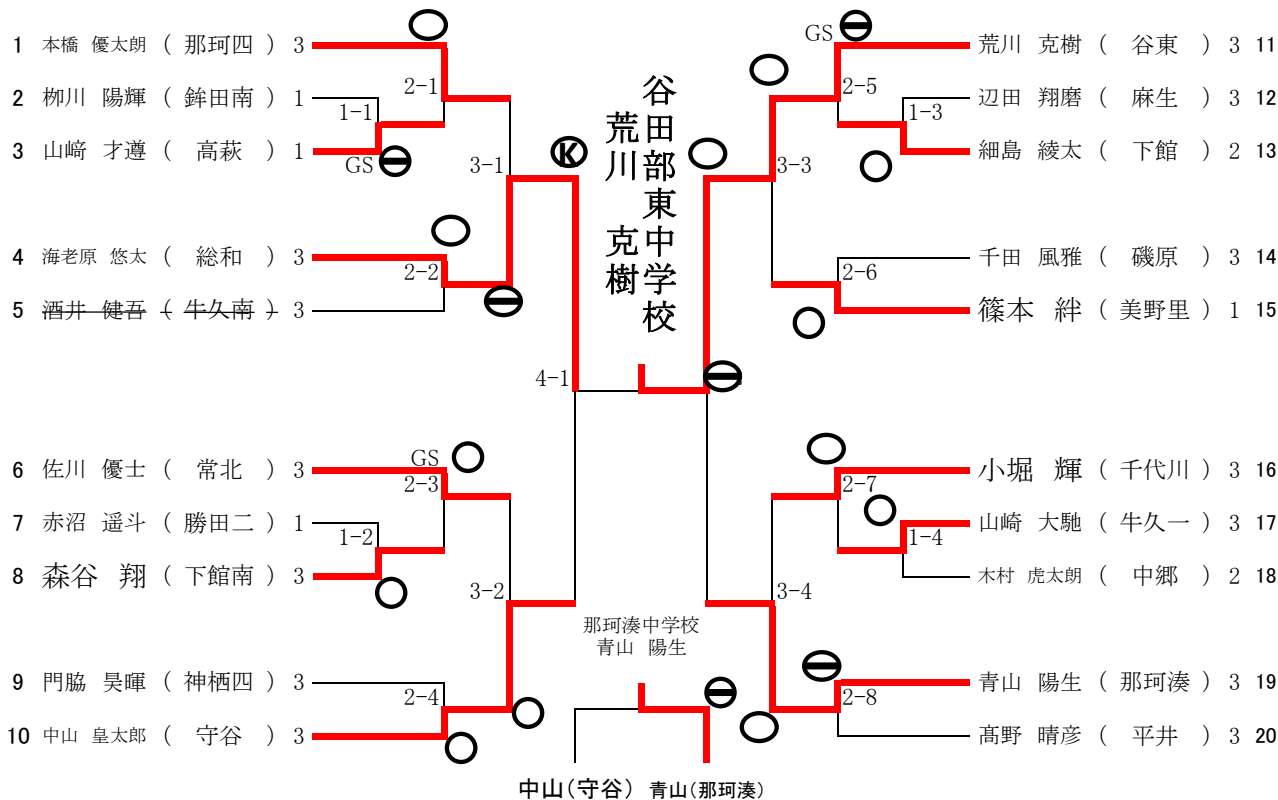 1 本橋 優太朗 ( 那珂四 ) 3
2 栁川 陽輝 ( 鉾田南 ) 1
3 山﨑 才遵 ( 高萩 ) 1
4 海老原 悠太 ( 総和 ) 3
5 酒井 健吾 ( 牛久南 ) 3
6 佐川 優士 ( 常北 ) 3
7 赤沼 遥斗 ( 勝田二 ) 1
8 森谷 翔 ( 下館南 ) 3
9 門脇 昊暉 ( 神栖四 ) 3
10 中山 皇太郎 ( 守谷 ) 3
1-1
GS
1-2
2-1
2-2
GS
2-3
2-4
3-1
3-2
K
4-1
谷田部東中学校
荒川 克樹
那珂湊中学校
青山 陽生
中山(守谷) 青山(那珂湊)
3-3
3-4
GS
2-5
2-6
2-7
2-8
1-3
1-4
荒川 克樹 ( 谷東 ) 3 11
辺田 翔磨 ( 麻生 ) 3 12
細島 綾太 ( 下館 ) 2 13
千田 風雅 ( 磯原 ) 3 14
篠本 絆 ( 美野里 ) 1 15
小堀 輝 ( 千代川 ) 3 16
山崎 大馳 ( 牛久一 ) 3 17
木村 虎太朗 ( 中郷 ) 2 18
青山 陽生 ( 那珂湊 ) 3 19
髙野 晴彦 ( 平井 ) 3 20